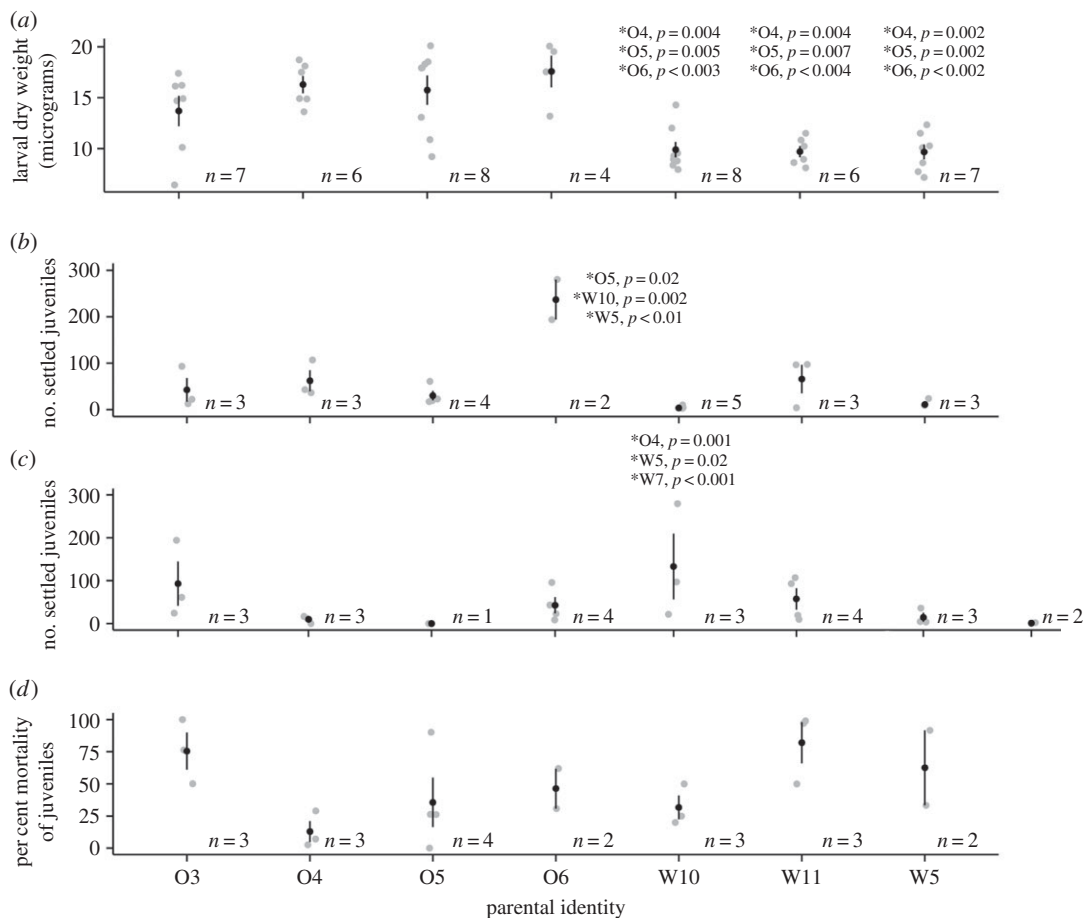 (a)
*O4, p = 0.004 *O4, p = 0.004 *O4, p = 0.002
*O5, p = 0.005 *O5, p = 0.007 *O5, p = 0.002
*O6, p < 0.003 *O6, p < 0.004 *O6, p < 0.002
larval dry weight
(micrograms)
20
10
n = 7 n = 6 n = 8 n = 4 n = 8 n = 6 n = 7
(b)
no. settled juveniles
300
200
100
0
*O5, p = 0.02
*W10, p = 0.002
*W5, p < 0.01
n = 3 n = 3 n = 4 n = 2 n = 5 n = 3 n = 3
(c)
*O4, p = 0.001
*W5, p = 0.02
*W7, p < 0.001
no. settled juveniles
300
200
100
0
n = 3 n = 3 n = 1 n = 4 n = 3 n = 4 n = 3 n = 2
(d)
per cent mortality
of juveniles
100
75
50
25
0
n = 3 n = 3 n = 4 n = 2 n = 3 n = 3 n = 2
O3 O4 O5 O6 W10 W11 W5
parental identity